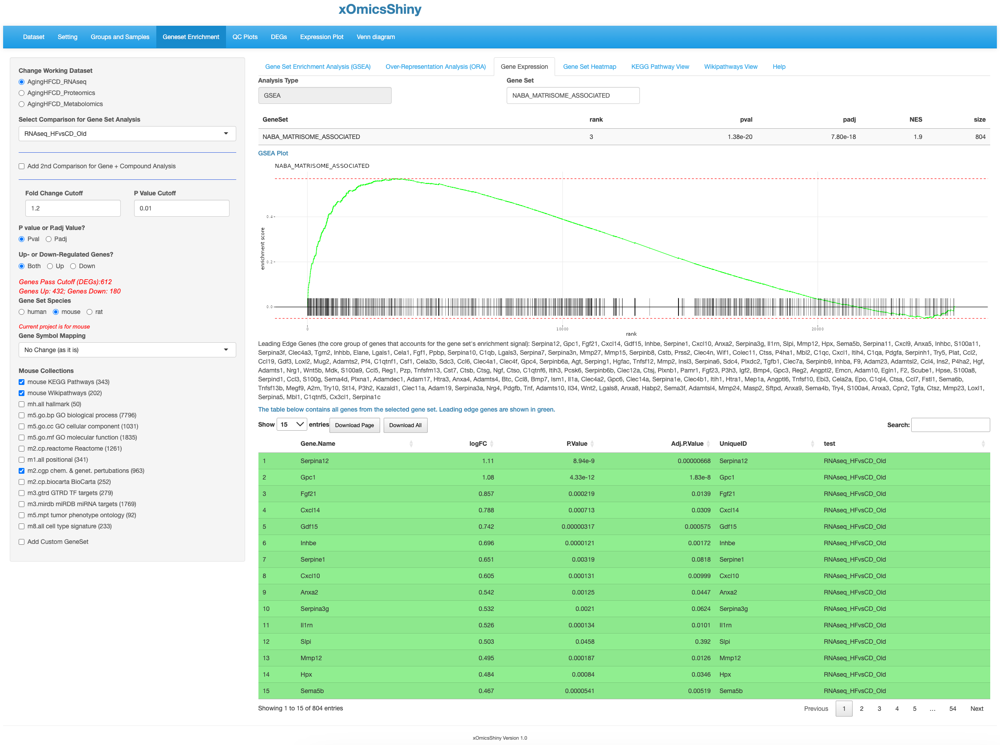 xOmicsShiny
Dataset Setting Groups and Samples Geneset Enrichment QC Plots DEGs Expression Plot Venn diagram
Change Working Dataset
AgingHFCD_RNAseq
AgingHFCD_Proteomics
AgingHFCD_Metabolomics
Select Comparison for Gene Set Analysis
RNAseq_HFvsCD_Old
Add 2nd Comparison for Gene + Compound Analysis
Fold Change Cutoff P Value Cutoff
1.2 0.01
P value or P.adj Value?
Pval Padj
Up- or Down-Regulated Genes?
Both Up Down
Genes Pass Cutoff (DEGs):612
Genes Up: 432; Genes Down: 180
Gene Set Species
human mouse rat
Current project is for mouse
Gene Symbol Mapping
No Change (as it is)
Mouse Collections
mouse KEGG Pathways (343)
mouse Wikipathways (202)
mh.all hallmark (50)
m5.go.bp GO biological process (7796)
m5.go.cc GO cellular component (1031)
m5.go.mf GO molecular function (1835)
m2.cp.reactome Reactome (1261)
m1.all positional (341)
m2.cgp chem. & genet. pertubations (963)
m2.cp.biocarta BioCarta (252)
m3.gtrd GTRD TF targets (279)
m3.mirdb miRDB miRNA targets (1769)
m5.mpt tumor phenotype ontology (92)
m8.all cell type signature (233)
Add Custom GeneSet
Gene Set Enrichment Analysis (GSEA) Over-Representation Analysis (ORA) Gene Expression Gene Set Heatmap KEGG Pathway View Wikipathways View Help
Analysis Type Gene Set
GSEA NABA_MATRISOME_ASSOCIATED
GeneSet rank pval padj NES size
NABA_MATRISOME_ASSOCIATED 3 1.38e-20 7.80e-18 1.9 804
GSEA Plot
NABA_MATRISOME_ASSOCIATED
enrichment score
0.4
0.2
0.0
0 10000 20000
rank
Leading Edge Genes (the core group of genes that accounts for the gene set's enrichment signal): Serpina12, Gpc1, Fgf21, Cxcl14, Gdf15, Inhbe, Serpine1, Cxcl10, Anxa2, Serpina3g, Il1rn, Slpi, Mmp12, Hpx, Sema5b, Serpina11, Cxcl9, Anxa5, Inhbc, S100a11,
Serpina3f, Clec4a3, Tgm2, Inhbb, Elane, Lgals1, Cela1, Fgf1, Ppbp, Serpina10, C1qb, Lgals3, Serpina7, Serpina3n, Mmp27, Mmp15, Serpinb8, Cstb, Prss2, Clec4n, Wif1, Colec11, Ctss, P4ha1, Mbl2, C1qc, Cxcl1, Itih4, C1qa, Pdgfa, Serpinh1, Try5, Plat, Ccl2,
Ccl19, Gdf3, Loxl2, Mug2, Adamts2, Pf4, C1qtnf1, Csf1, Cela3b, Sdc3, Ccl6, Clec4a1, Clec4f, Gpc4, Serpinb6a, Agt, Serping1, Hgfac, Tnfsf12, Mmp2, Insl3, Serpina6, Sdc4, Plxdc2, Tgfb1, Clec7a, Serpinb9, Inhba, F9, Adam23, Adamtsl2, Ccl4, Ins2, P4ha2, Hgf,
Adamts1, Nrg1, Wnt5b, Mdk, S100a9, Ccl5, Reg1, Pzp, Tnfsfm13, Cst7, Ctsb, Ctsg, Ngf, Ctso, C1qtnf6, Itih3, Pcsk6, Serpinb6b, Clec12a, Ctsj, Plxnb1, Pamr1, Fgf23, P3h3, Igf2, Bmp4, Gpc3, Reg2, Angptl2, Emcn, Adam10, Egln1, F2, Scube1, Hpse, S100a8,
Serpind1, Ccl3, S100g, Sema4d, Plxna1, Adamdec1, Adam17, Htra3, Anxa4, Adamts4, Btc, Ccl8, Bmp7, Ism1, Il1a, Clec4a2, Gpc6, Clec14a, Serpina1e, Clec4b1, Itih1, Htra1, Mep1a, Angptl6, Tnfsf10, Ebi3, Cela2a, Epo, C1ql4, Ctsa, Ccl7, Fstl1, Sema6b,
Tnfsf13b, Megf9, A2m, Try10, St14, P3h2, Kazald1, Clec11a, Adam19, Serpina3a, Nrg4, Pdgfb, Tnf, Adamts10, Il34, Wnt2, Lgals8, Anxa8, Habp2, Sema3f, Adamtsl4, Mmp24, Masp2, Sftpd, Anxa9, Sema4b, Try4, S100a4, Anxa3, Cpn2, Tgfa, Ctsz, Mmp23, Loxl1,
Serpina5, Mbl1, C1qtnf5, Cx3cl1, Serpina1c
The table below contains all genes from the selected gene set. Leading edge genes are shown in green.
Show 15 entries Download Page Download All Search:
Gene.Name logFC P.Value Adj.P.Value UniqueID test
1 Serpina12 1.11 8.94e-9 0.00000668 Serpina12 RNAseq_HFvsCD_Old
2 Gpc1 1.08 4.33e-12 1.83e-8 Gpc1 RNAseq_HFvsCD_Old
3 Fgf21 0.857 0.000219 0.0139 Fgf21 RNAseq_HFvsCD_Old
4 Cxcl14 0.788 0.000713 0.0309 Cxcl14 RNAseq_HFvsCD_Old
5 Gdf15 0.742 0.00000317 0.000575 Gdf15 RNAseq_HFvsCD_Old
6 Inhbe 0.696 0.0000121 0.00172 Inhbe RNAseq_HFvsCD_Old
7 Serpine1 0.651 0.00319 0.0818 Serpine1 RNAseq_HFvsCD_Old
8 Cxcl10 0.605 0.000131 0.00999 Cxcl10 RNAseq_HFvsCD_Old
9 Anxa2 0.542 0.00125 0.0447 Anxa2 RNAseq_HFvsCD_Old
10 Serpina3g 0.532 0.0021 0.0624 Serpina3g RNAseq_HFvsCD_Old
11 Il1rn 0.526 0.000134 0.0101 Il1rn RNAseq_HFvsCD_Old
12 Slpi 0.503 0.0458 0.392 Slpi RNAseq_HFvsCD_Old
13 Mmp12 0.495 0.000187 0.0126 Mmp12 RNAseq_HFvsCD_Old
14 Hpx 0.484 0.00084 0.0346 Hpx RNAseq_HFvsCD_Old
15 Sema5b 0.467 0.0000541 0.00519 Sema5b RNAseq_HFvsCD_Old
Showing 1 to 15 of 804 entries Previous 1 2 3 4 5 … 54 Next
xOmicsShiny Version 1.0